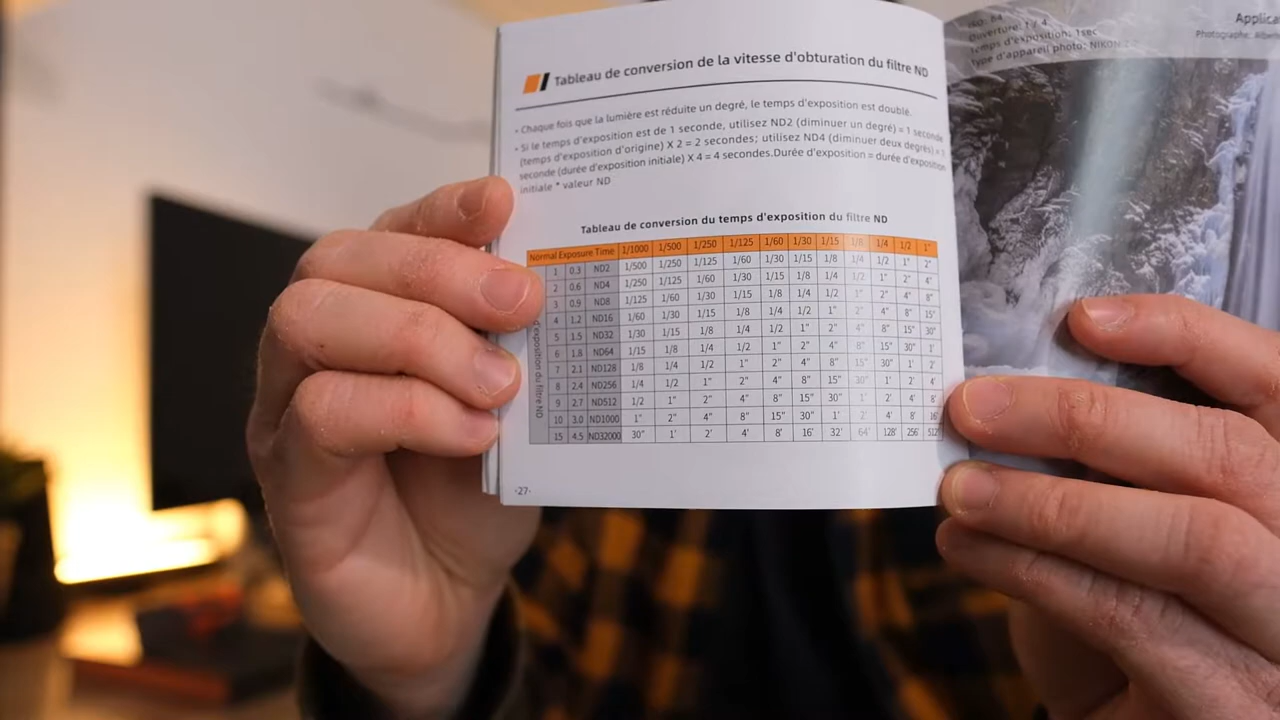 Tableau de conversion de la vitesse d'obturation du filtre ND
• Chaque fois que la lumière est réduite un degré, le temps d'exposition est doublé.
• Si le temps d'exposition est de 1 seconde, utilisez ND2 (diminuer un degré) = 1 seconde
(temps d'exposition d'origine) X 2 = 2 secondes; utilisez ND4 (diminuer deux degrés) =
seconde (durée d'exposition initiale) X 4 = 4 secondes.Durée d'exposition = durée d'exposition
initiale * valeur ND
Tableau de conversion du temps d'exposition du filtre ND
Normal Exposure Time 1/1000 1/500 1/250 1/125 1/60 1/30 1/15 1/8 1/4 1/2 1"
1 0.3 ND2 1/500 1/250 1/125 1/60 1/30 1/15 1/8 1/4 1/2 1" 2"
2 0.6 ND4 1/250 1/125 1/60 1/30 1/15 1/8 1/4 1/2 1" 2" 4"
3 0.9 ND8 1/125 1/60 1/30 1/15 1/8 1/4 1/2 1" 2" 4" 8"
4 1.2 ND16 1/60 1/30 1/15 1/8 1/4 1/2 1" 2" 4" 8" 15"
5 1.5 ND32 1/30 1/15 1/8 1/4 1/2 1" 2" 4" 8" 15" 30"
6 1.8 ND64 1/15 1/8 1/4 1/2 1" 2" 4" 8" 15" 30" 1'
7 2.1 ND128 1/8 1/4 1/2 1" 2" 4" 8" 15" 30" 1' 2'
8 2.4 ND256 1/4 1/2 1" 2" 4" 8" 15" 30" 1' 2' 4'
9 2.7 ND512 1/2 1" 2" 4" 8" 15" 30" 1' 2' 4' 8'
10 3.0 ND1000 1" 2" 4" 8" 15" 30" 1' 2' 4' 8' 16'
15 4.5 ND32000 30" 1' 2' 4' 8' 16' 32' 64' 128' 256' 512'
d'exposition du filtre ND
-27-
ISO: 64
Ouverture: 1 / 4
Temps d'exposition: 1sec
Type d'appareil photo: NIKON
Applica
Photographe: